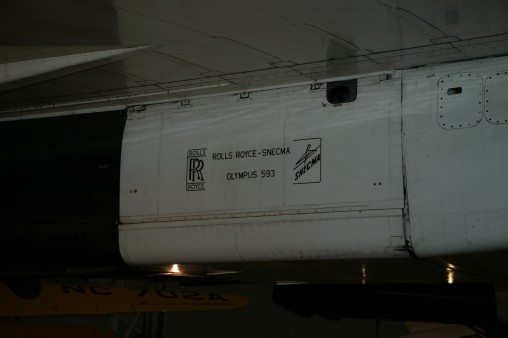 ROLLS
RR
ROYCE
ROLLS ROYCE-SNECMA
OLYMPUS 593
SNECMA
NC 702A